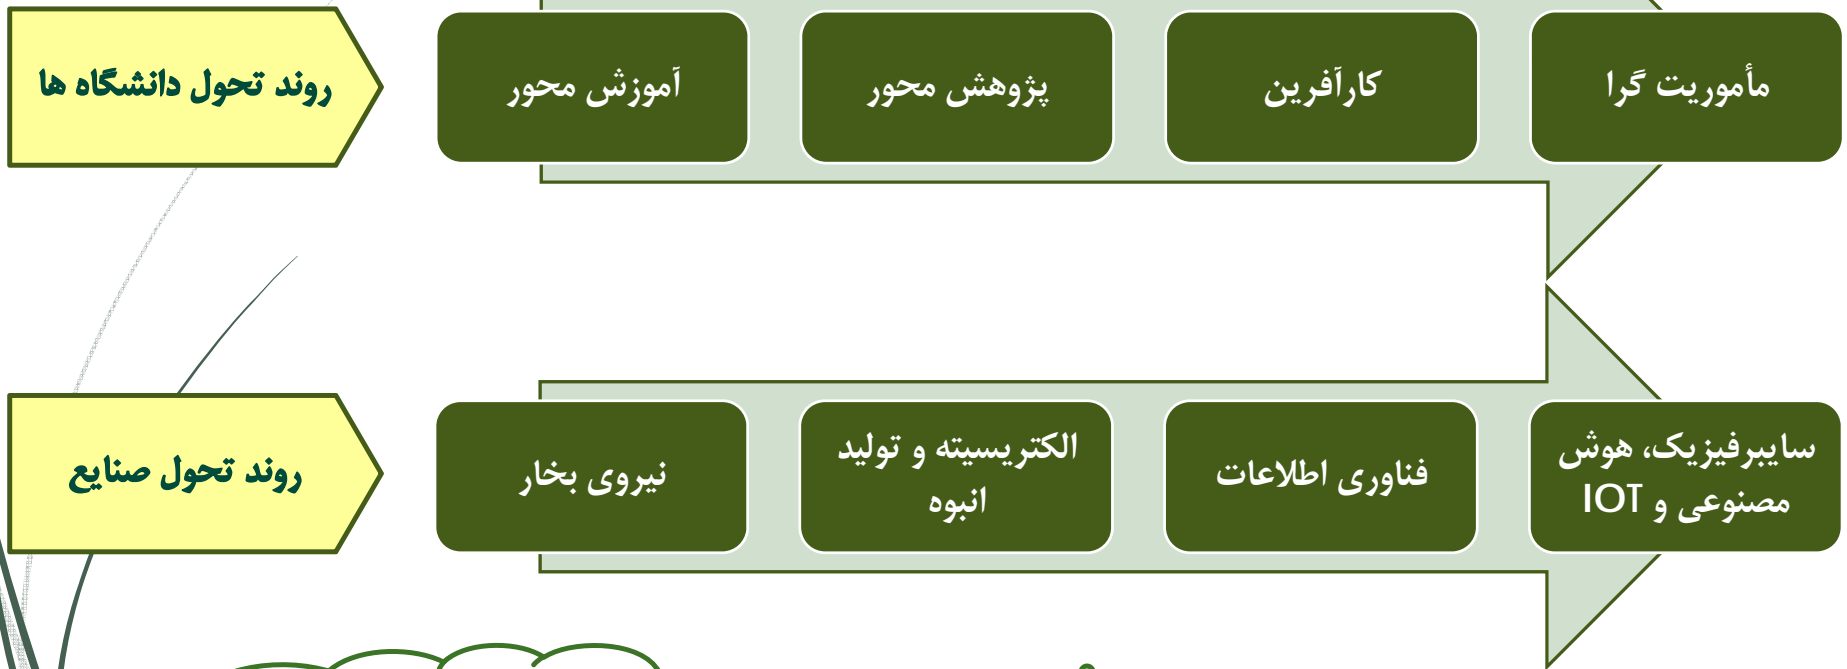 روند تحول دانشگاه ها
آموزش محور
پژوهش محور
کارآفرین
مأموریت گرا
روند تحول صنایع
نیروی بخار
الکتریسیته و تولید
انبوه
فناوری اطلاعات
سایبرفیزیک، هوش
مصنوعی و IOT